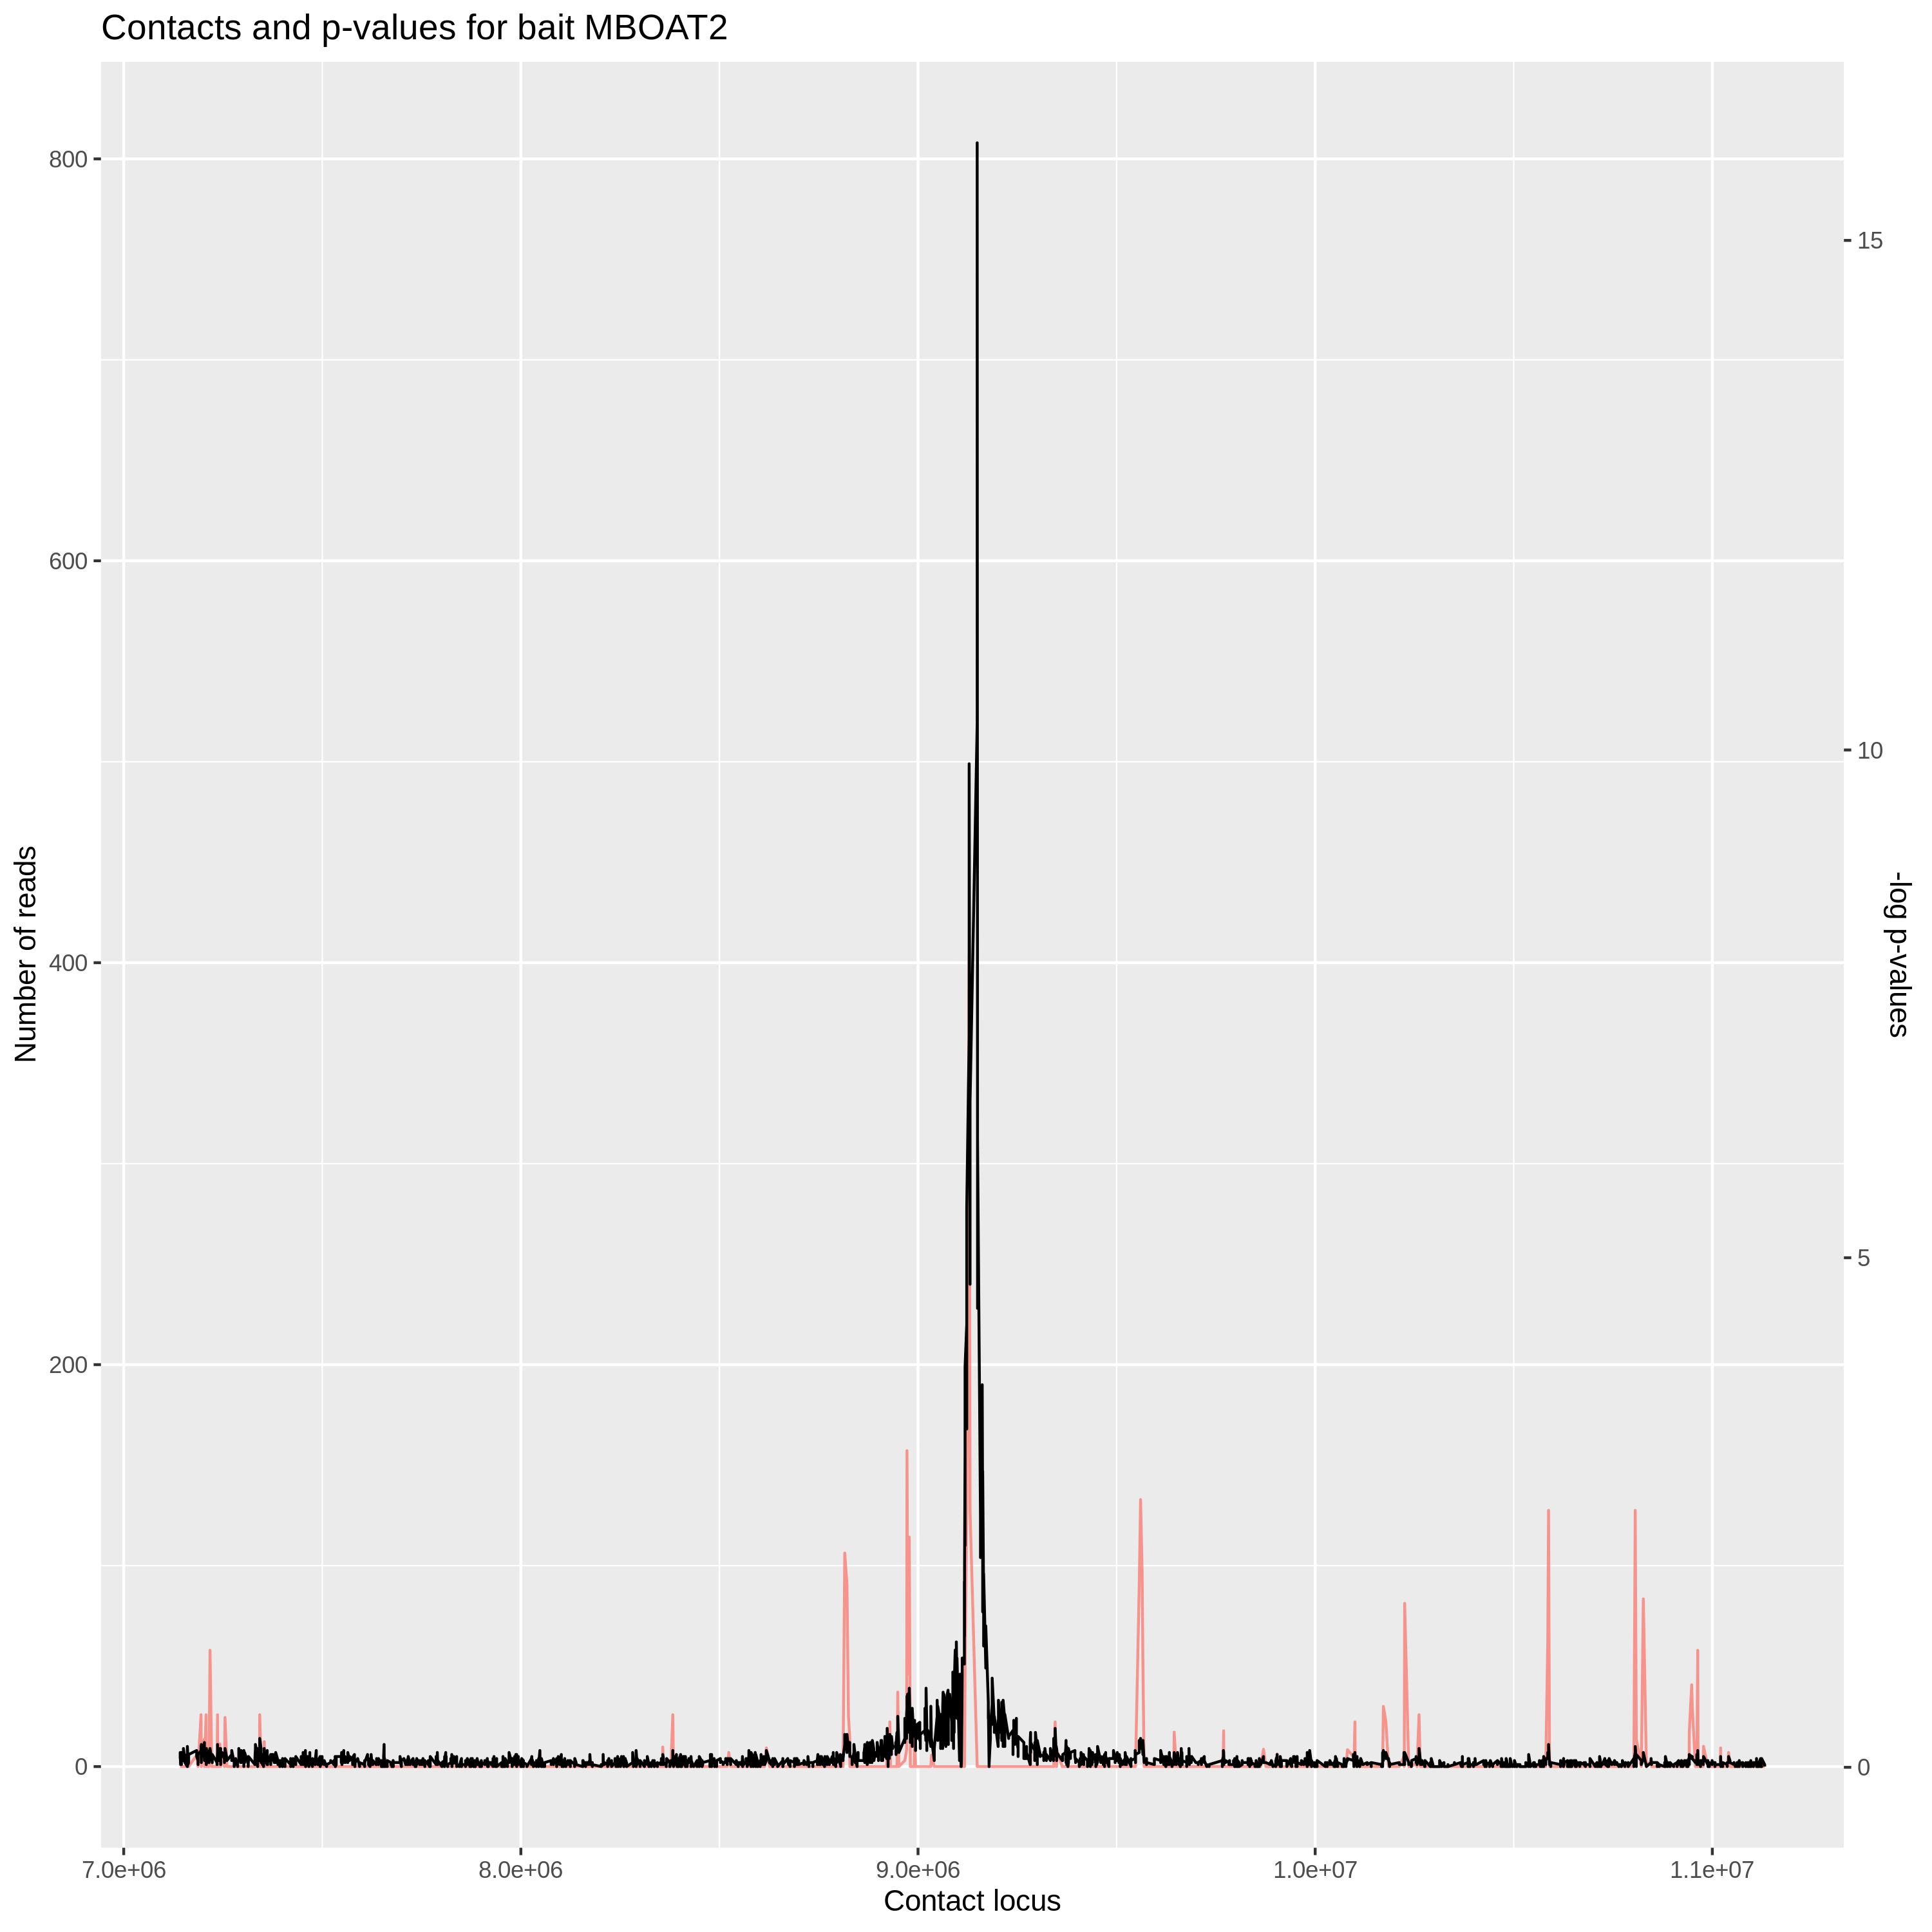 Contacts and p-values for bait MBOAT2
800
600
400
200
0
Number of reads
15
10
5
0
-log p-values
7.0e+06
8.0e+06
9.0e+06
1.0e+07
1.1e+07
Contact locus